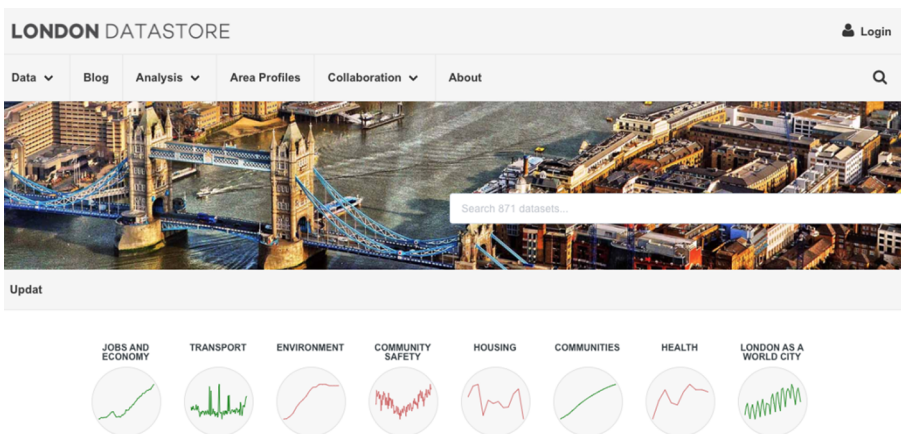 LONDON DATASTORE
Login
Data
Blog
Analysis
Area Profiles
Collaboration
About
Search 871 datasets...
Updat
JOBS AND
ECONOMY
TRANSPORT
ENVIRONMENT
COMMUNITY
SAFETY
HOUSING
COMMUNITIES
HEALTH
LONDON AS A
WORLD CITY